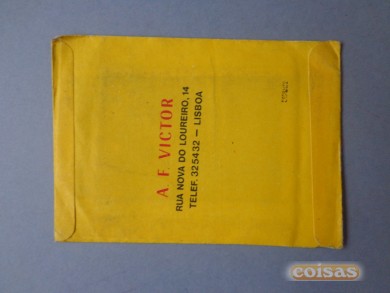 A F VICTOR
RUA NOVA DO LOUREIRO, 14
TELEF. 325432 — LISBOA
coisas